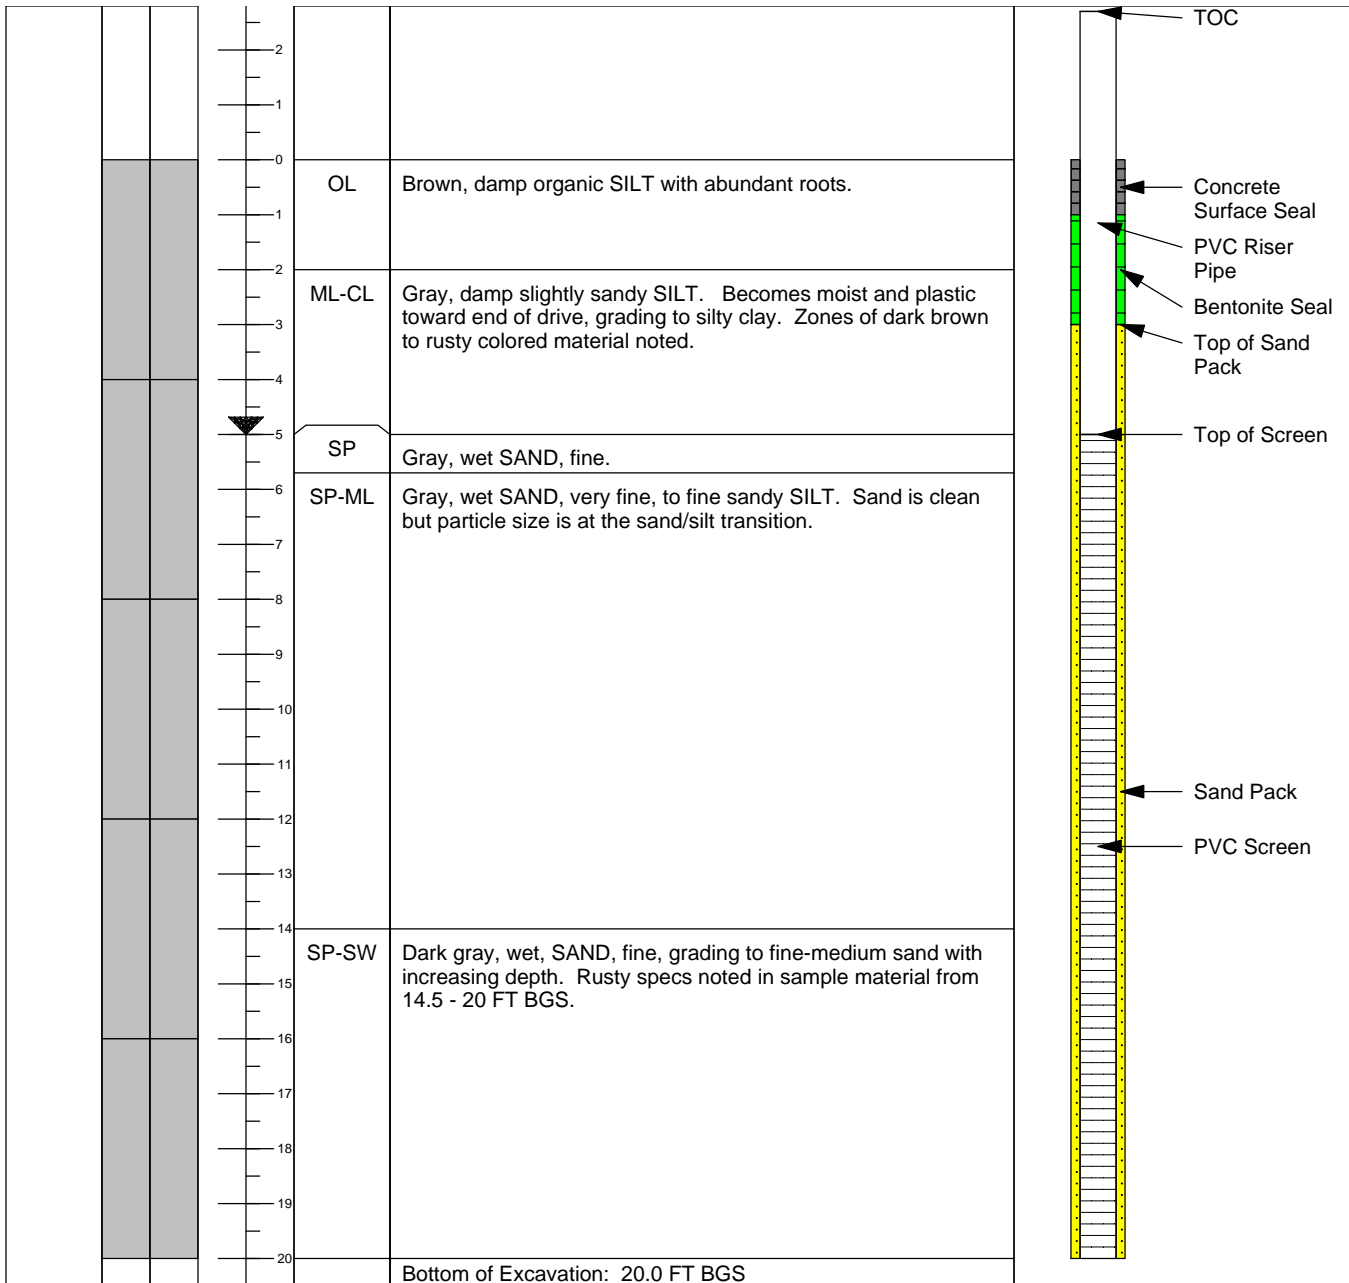 TOC
2
1
0
OL
Brown, damp organic SILT with abundant roots.
Concrete
Surface Seal
1
PVC Riser
Pipe
2
ML-CL
Gray, damp slightly sandy SILT. Becomes moist and plastic
toward end of drive, grading to silty clay. Zones of dark brown
to rusty colored material noted.
Bentonite Seal
3
Top of Sand
Pack
4
5
Top of Screen
SP
Gray, wet SAND, fine.
6
SP-ML
Gray, wet SAND, very fine, to fine sandy SILT. Sand is clean
but particle size is at the sand/silt transition.
7
8
9
10
11
Sand Pack
12
PVC Screen
13
14
SP-SW
Dark gray, wet, SAND, fine, grading to fine-medium sand with
increasing depth. Rusty specs noted in sample material from
14.5 - 20 FT BGS.
15
16
17
18
19
20
Bottom of Excavation: 20.0 FT BGS